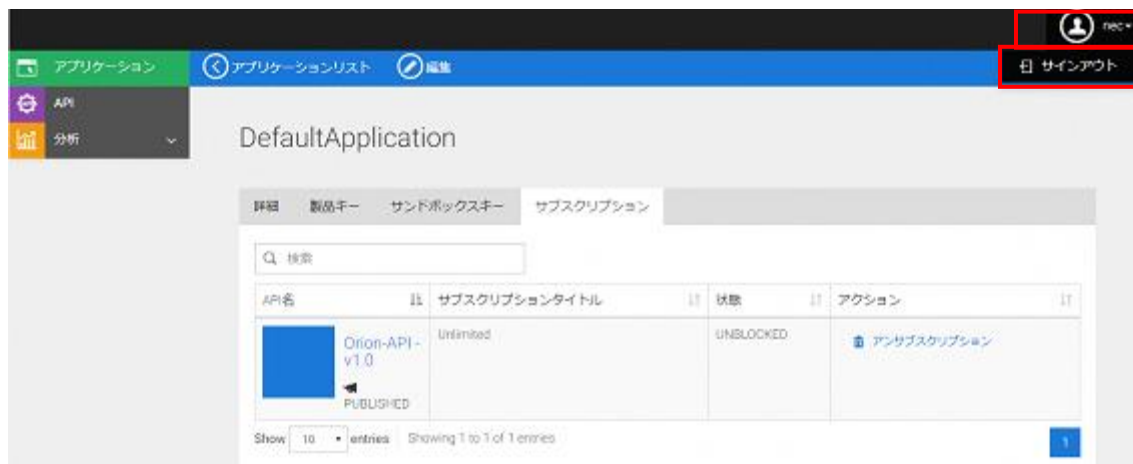 nec
アプリケーション
アプリケーションリスト
編集
サインアウト
API
分析
DefaultApplication
詳細 製品キー サンドボックスキー サブスクリプション
検索
API名 サブスクリプションタイトル 状態 アクション
Orion-API - Unlimited UNBLOCKED アンサブスクリプション
v1.0
PUBLISHED
Show 10 entries Showing 1 to 1 of 1 entries
1